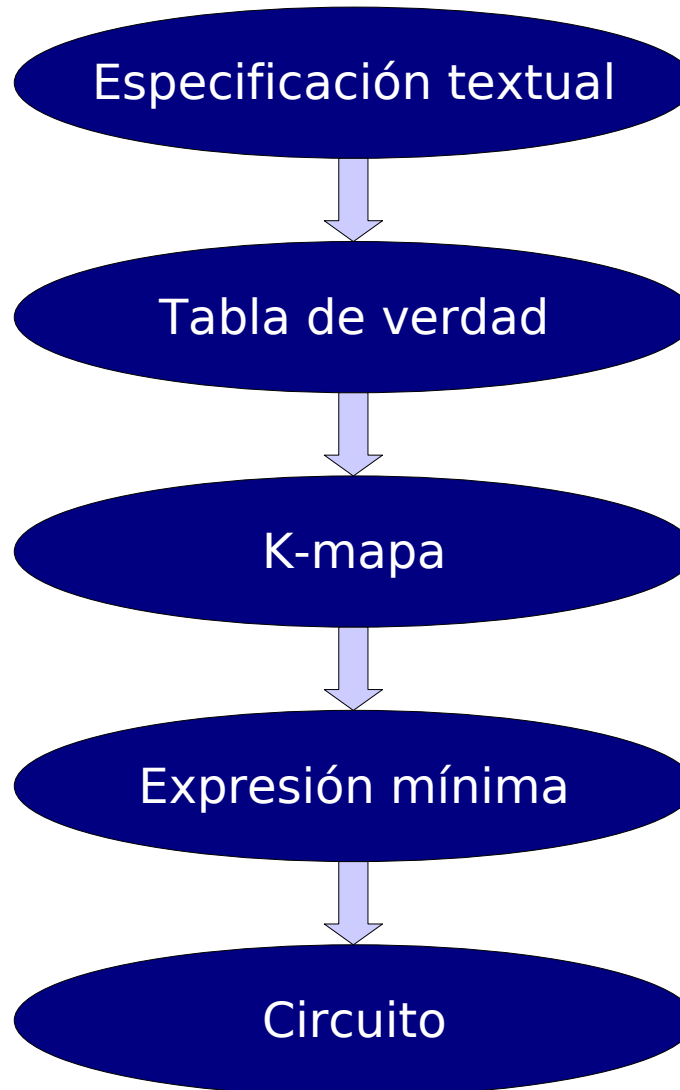 Especificación textual
Tabla de verdad
K-mapa
Expresión mínima
Circuito